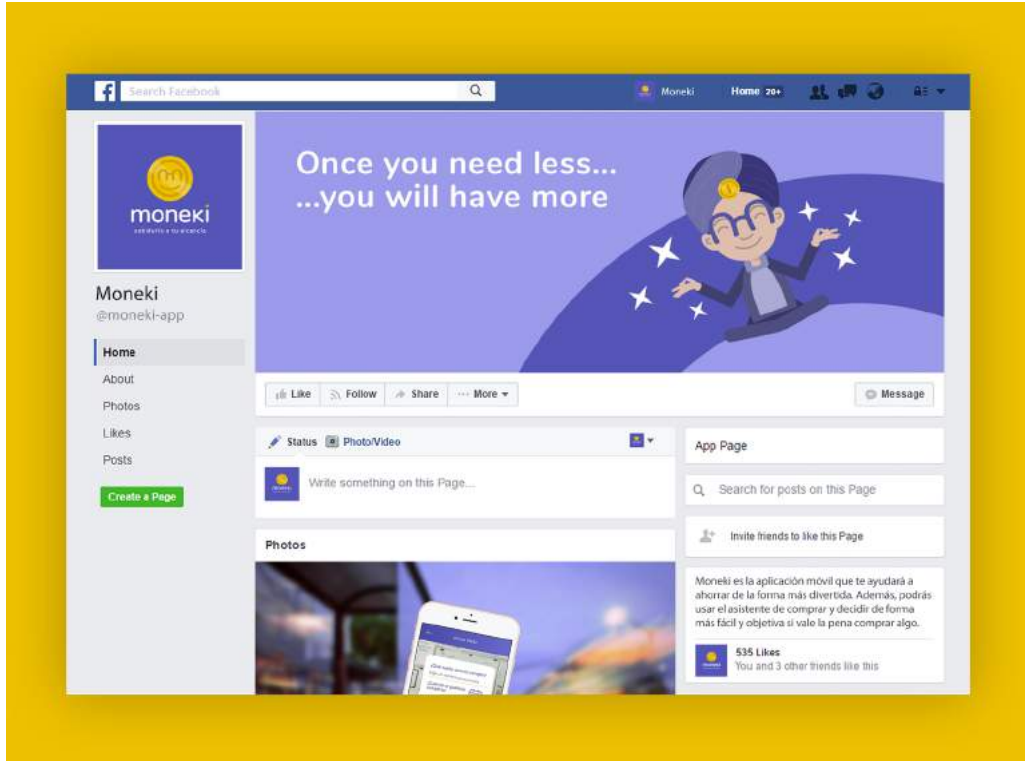 f
Search Facebook
Moneki
Home 20+
moneki
Once you need less...
...you will have more
Moneki
@moneki-app
Home
About
Photos
Likes
Posts
Create a Page
Like
Follow
Share
More
Message
Status
Photo/Video
Write something on this Page...
Photos
App Page
Search for posts on this Page
Invite friends to like this Page
Moneki es la aplicación móvil que te ayudará a
ahorrar de la forma más divertida. Además, podrás
usar el asistente de comprar y decidir de forma
más fácil y objetiva si vale la pena comprar algo.
535 Likes
You and 3 other friends like this